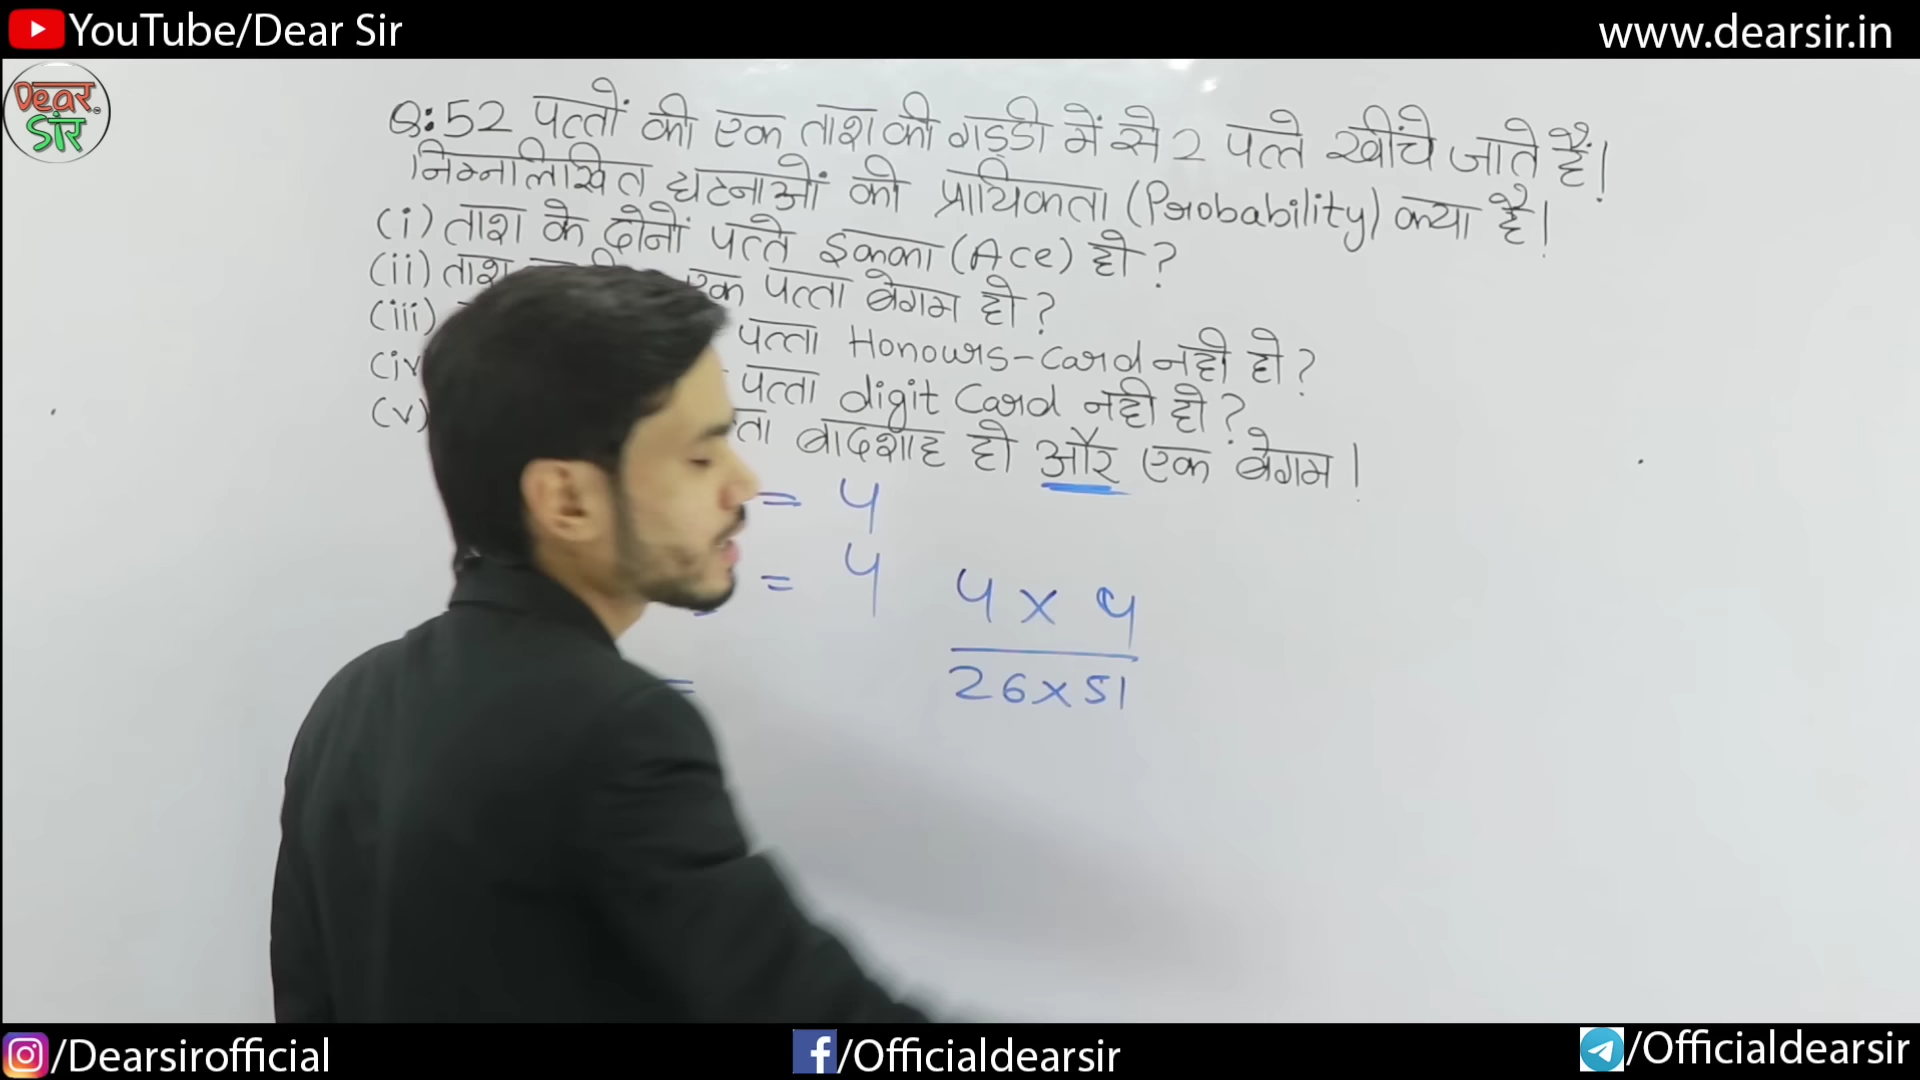 YouTube/Dear Sir
www.dearsir.in
Dear
सर
Q:52 पत्तों की एक ताश की गड्डी में से 2 पत्ते खींचे जाते हैं।
निम्नलिखित घटनाओं की प्रायिकता (Probability) क्या है।
(i) ताश के दोनों पत्ते इक्का (Ace) हो?
(ii) ताश एक पत्ता बेगम हो?
(iii) पत्ता Honours-card नही हो?
(iv पत्ता digit Card नही हो?
(v) बादशाह हो और एक बेगम।
= 4
= 4
4 x 4
=
26 x 51
/Dearsirofficial
/Officialdearsir
/Officialdearsir